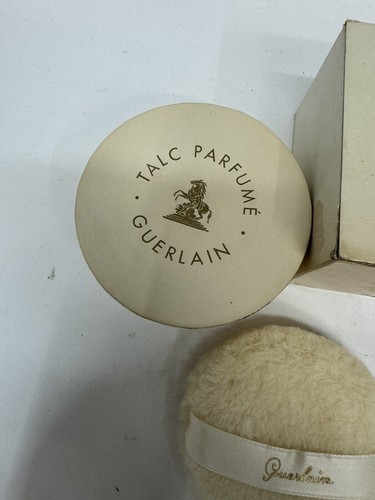 • TALC PARFUMÉ •
GUERLAIN
Guerlain